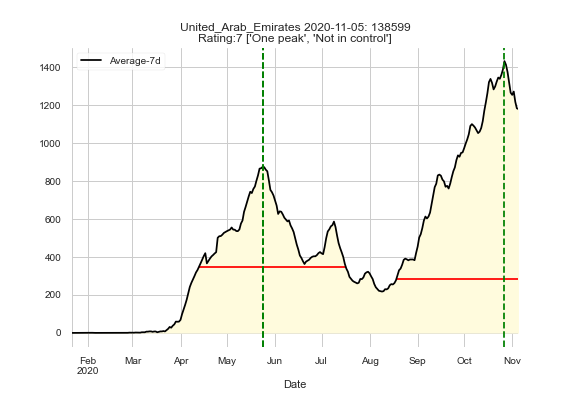 United_Arab_Emirates 2020-11-05: 138599
Rating:7 ['One peak', 'Not in control']
Average-7d
1400
1200
1000
800
600
400
200
0
Feb Mar Apr May Jun Jul Aug Sep Oct Nov
2020
Date